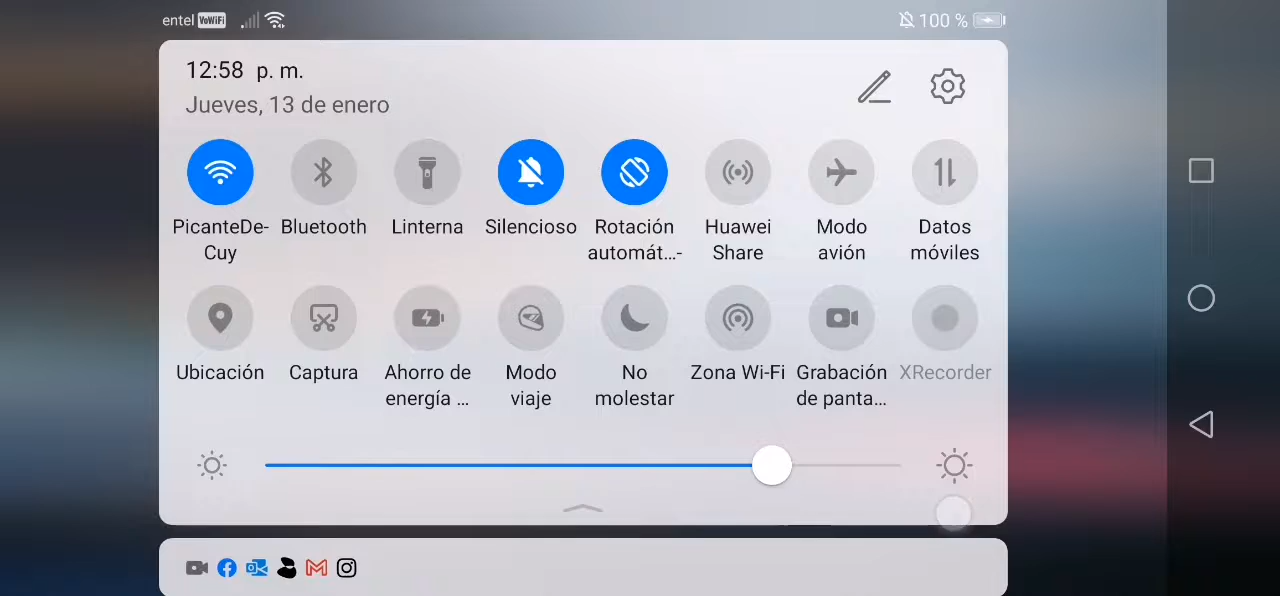 entel VoWiFi 100 %
12:58 p. m.
Jueves, 13 de enero
PicanteDe-
Cuy
Bluetooth
Linterna
Silencioso
Rotación
automát...-
Huawei
Share
Modo
avión
Datos
móviles
Ubicación
Captura
Ahorro de
energía ...
Modo
viaje
No
molestar
Zona Wi-Fi
Grabación
de panta...
XRecorder